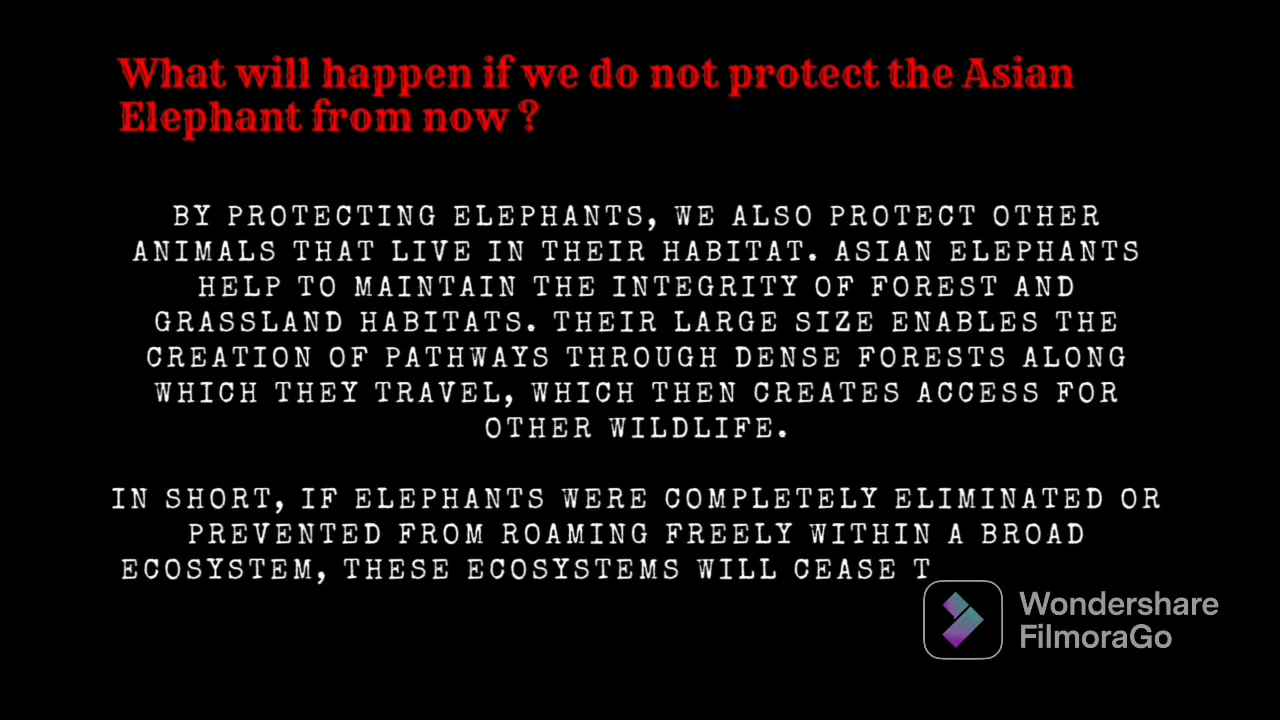 What will happen if we do not protect the Asian
Elephant from now ?
BY PROTECTING ELEPHANTS, WE ALSO PROTECT OTHER
ANIMALS THAT LIVE IN THEIR HABITAT. ASIAN ELEPHANTS
HELP TO MAINTAIN THE INTEGRITY OF FOREST AND
GRASSLAND HABITATS. THEIR LARGE SIZE ENABLES THE
CREATION OF PATHWAYS THROUGH DENSE FORESTS ALONG
WHICH THEY TRAVEL, WHICH THEN CREATES ACCESS FOR
OTHER WILDLIFE.
IN SHORT, IF ELEPHANTS WERE COMPLETELY ELIMINATED OR
PREVENTED FROM ROAMING FREELY WITHIN A BROAD
ECOSYSTEM, THESE ECOSYSTEMS WILL CEASE T
Wondershare
FilmoraGo